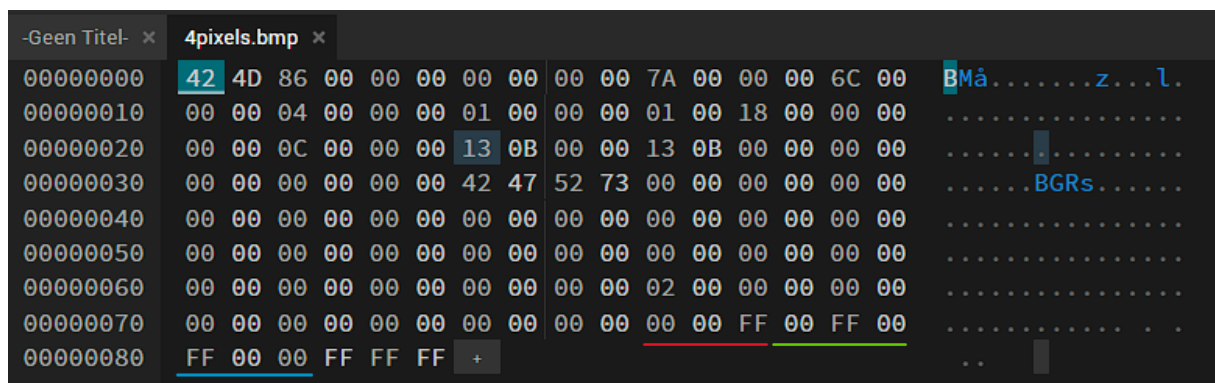 -Geen Titel- × 4pixels.bmp ×
00000000 42 4D 86 00 00 00 00 00 00 00 7A 00 00 00 6C 00 BMå.......z...l.
00000010 00 00 04 00 00 00 01 00 00 00 01 00 18 00 00 00 ................
00000020 00 00 0C 00 00 00 13 0B 00 00 13 0B 00 00 00 00 ................
00000030 00 00 00 00 00 00 42 47 52 73 00 00 00 00 00 00 ......BGRs......
00000040 00 00 00 00 00 00 00 00 00 00 00 00 00 00 00 00 ................
00000050 00 00 00 00 00 00 00 00 00 00 00 00 00 00 00 00 ................
00000060 00 00 00 00 00 00 00 00 00 00 02 00 00 00 00 00 ................
00000070 00 00 00 00 00 00 00 00 00 00 00 00 FF 00 FF 00 ............ . .
00000080 FF 00 00 FF FF FF + ..